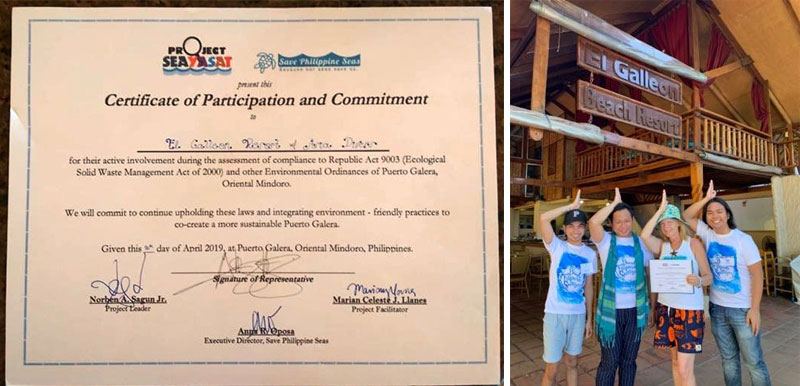 PROJECT
SEAYASAT
Save Philippine Seas
present this
Certificate of Participation and Commitment
to
El Galleon Resort
for their active involvement during the assessment of compliance to Republic Act 9003 (Ecological
Solid Waste Management Act of 2000) and other Environmental Ordinances of Puerto Galera,
Oriental Mindoro.
We will commit to continue upholding these laws and integrating environment - friendly practices to
co-create a more sustainable Puerto Galera.
Given this day of April 2019, at Puerto Galera, Oriental Mindoro, Philippines.
Signature of Representative
Norben A. Sagun Jr.
Project Leader
Marian Celeste J. Llanes
Project Facilitator
Anna R. Oposa
Executive Director, Save Philippine Seas
El Galleon
Beach Resort